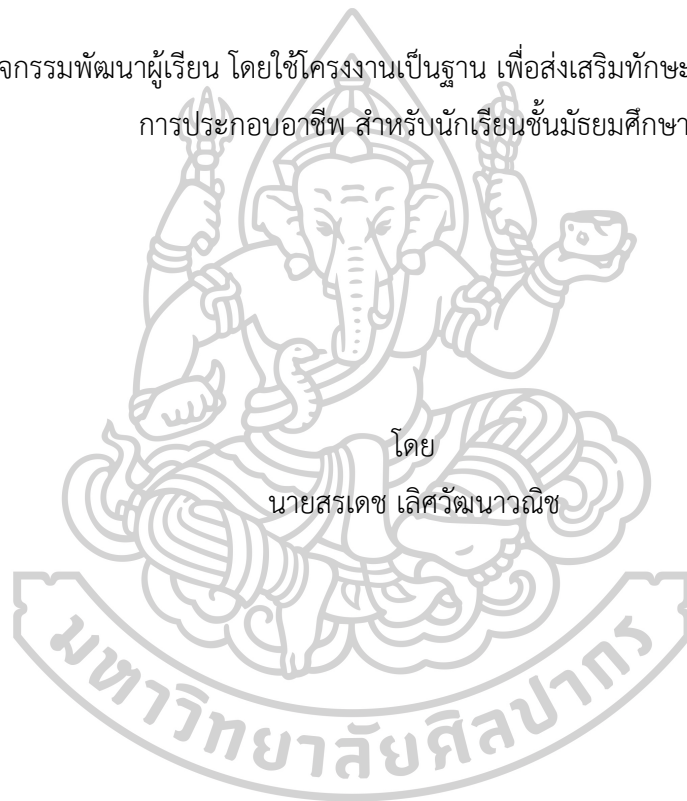 จกรรมพัฒนาผู้เรียน โดยใช้โครงงานเป็นฐาน เพื่อส่งเสริมทักษะ
การประกอบอาชีพ สำหรับนักเรียนชั้นมัธยมศึกษา
โดย
นายสรเดช เลิศวัฒนาวณิช
มหาวิทยาลัยศิลปากร